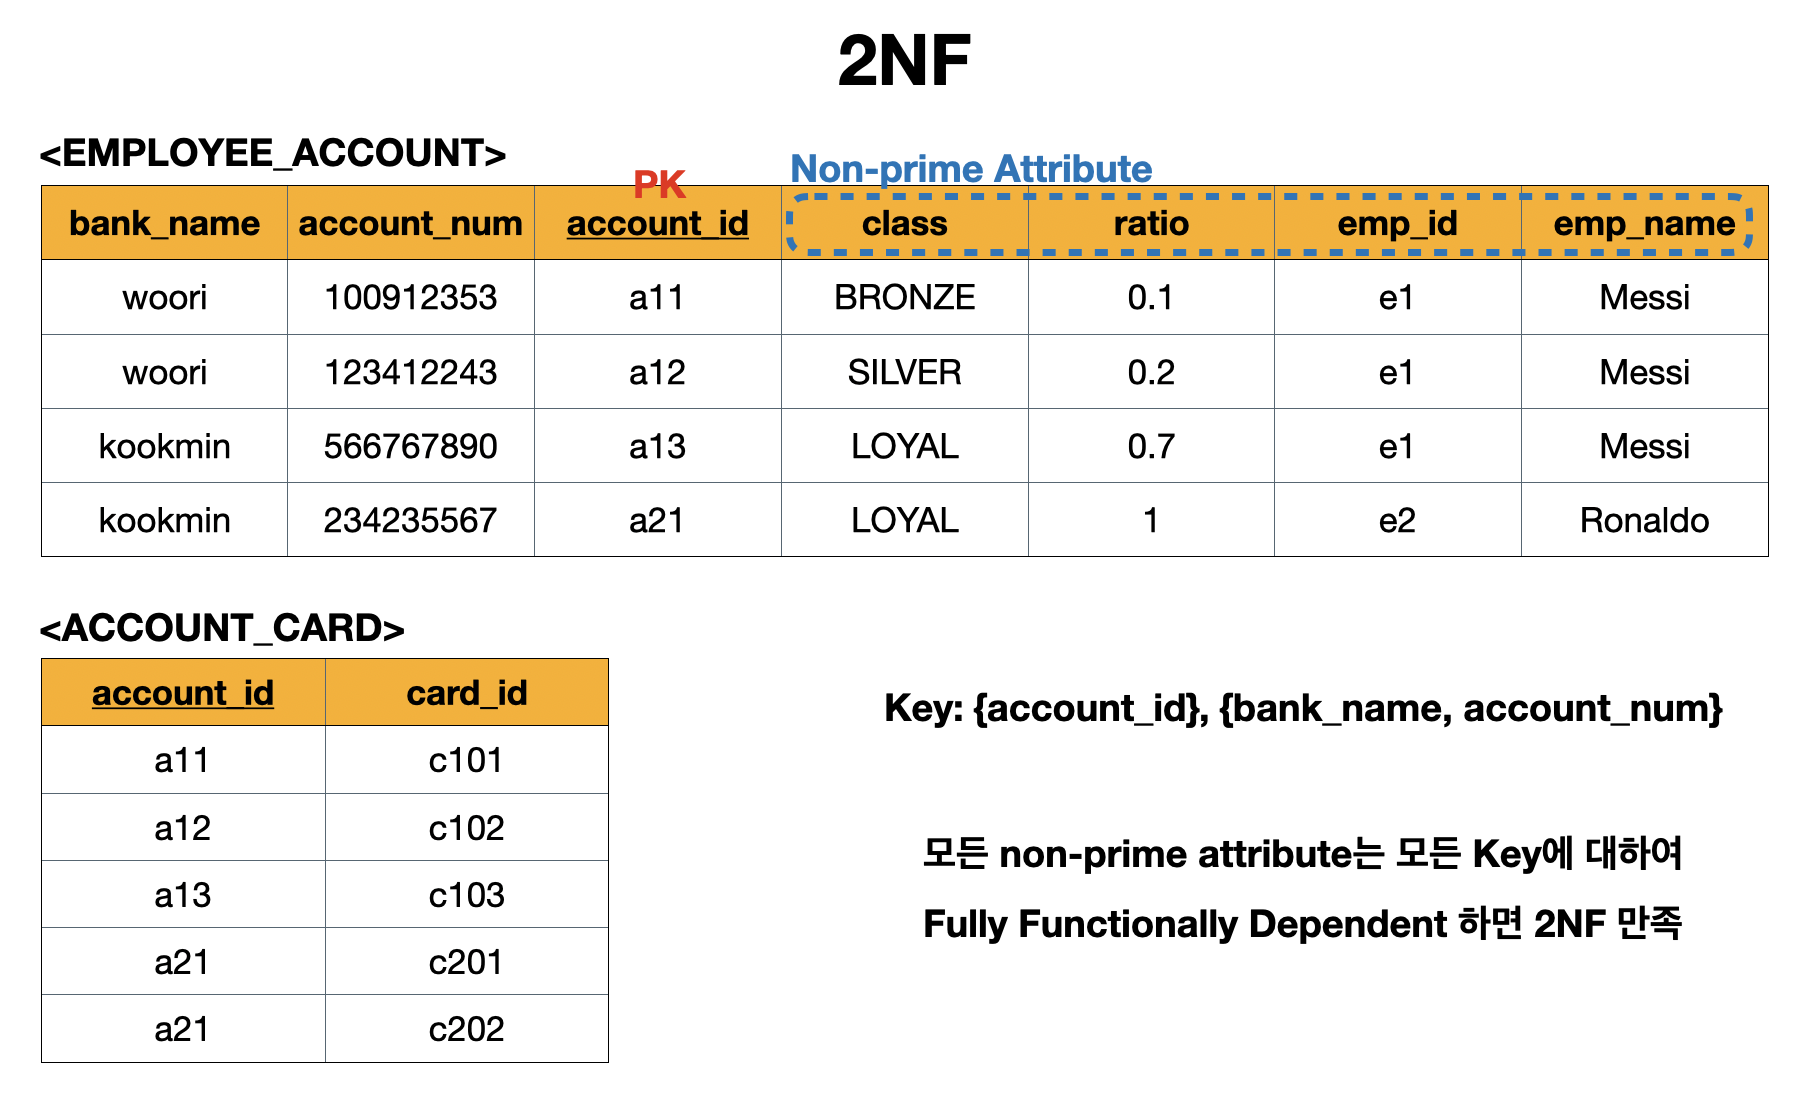 2NF
<EMPLOYEE_ACCOUNT>
PK Non-prime Attribute
bank_name account_num account_id class ratio emp_id emp_name
woori 100912353 a11 BRONZE 0.1 e1 Messi
woori 123412243 a12 SILVER 0.2 e1 Messi
kookmin 566767890 a13 LOYAL 0.7 e1 Messi
kookmin 234235567 a21 LOYAL 1 e2 Ronaldo
<ACCOUNT_CARD>
account_id card_id
a11 c101
a12 c102
a13 c103
a21 c201
a21 c202
Key: {account_id}, {bank_name, account_num}
모든 non-prime attribute는 모든 Key에 대하여
Fully Functionally Dependent 하면 2NF 만족